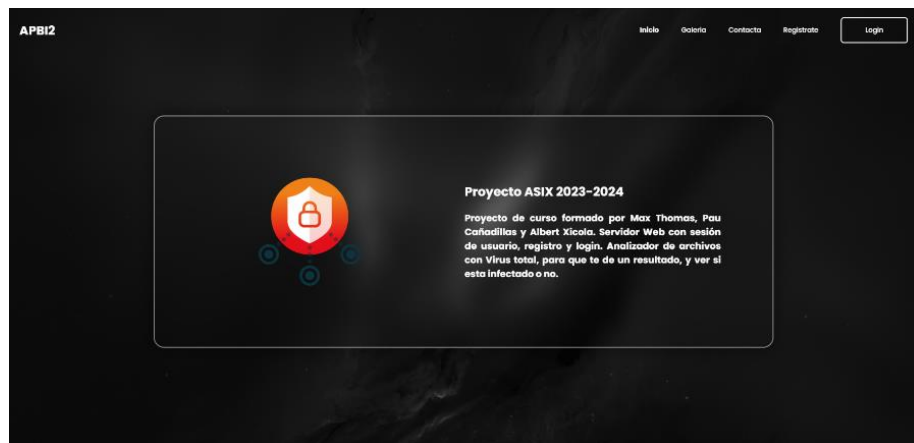 APBI2
Inicio Galeria Contacta Registrate Login
Proyecto ASIX 2023-2024
Proyecto de curso formado por Max Thomas, Pau
Cañadillas y Albert Xicola. Servidor Web con sesión
de usuario, registro y login. Analizador de archivos
con Virus total, para que te de un resultado, y ver si
esta infectado o no.